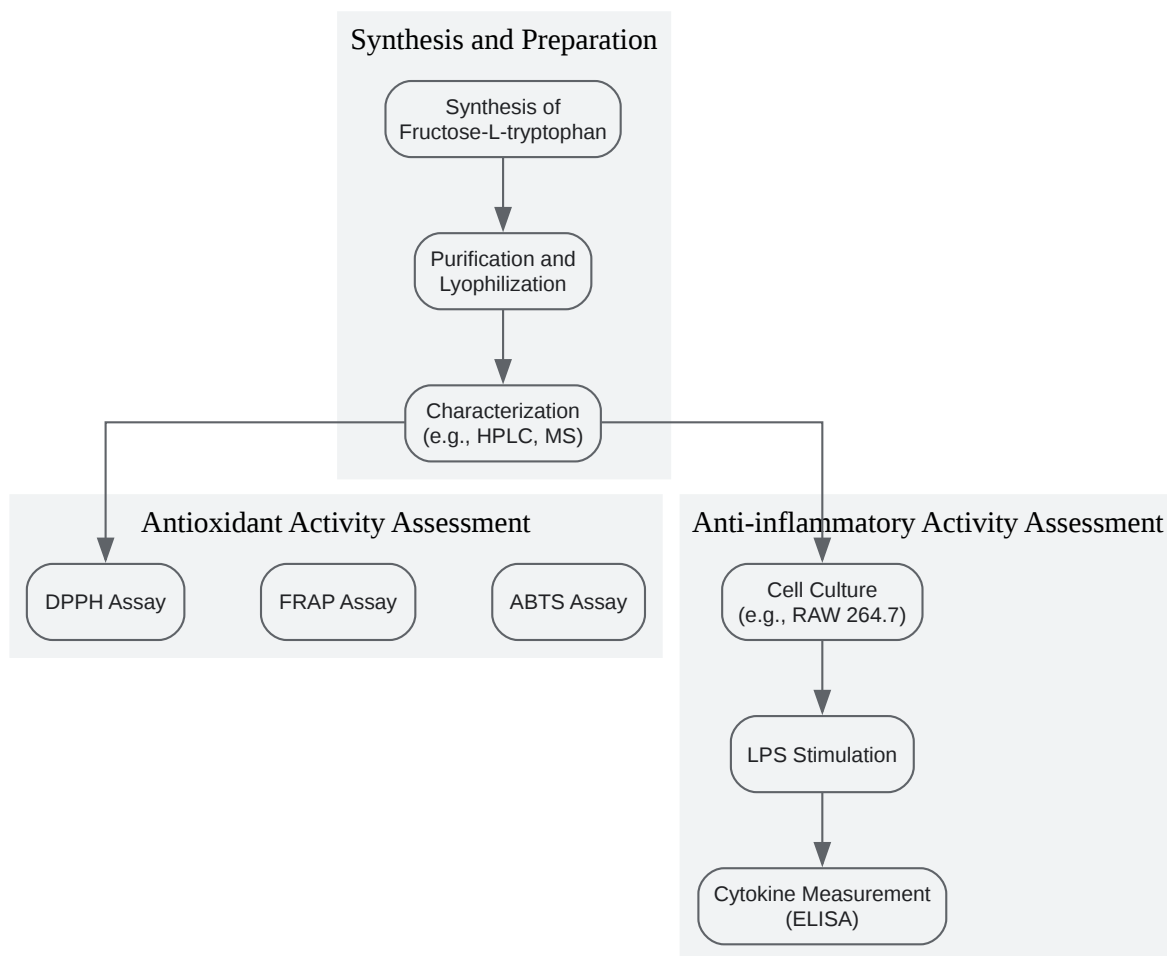 Synthesis and Preparation
Synthesis of
Fructose-L-tryptophan
Purification and
Lyophilization
Characterization
(e.g., HPLC, MS)
Antioxidant Activity Assessment
DPPH Assay
FRAP Assay
ABTS Assay
Anti-inflammatory Activity Assessment
Cell Culture
(e.g., RAW 264.7)
LPS Stimulation
Cytokine Measurement
(ELISA)